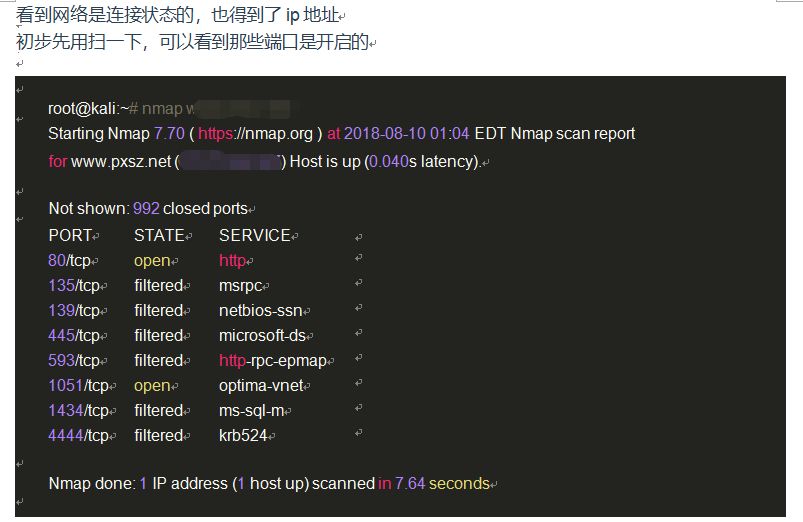 看到网络是连接状态的，也得到了 ip 地址
初步先用扫一下，可以看到那些端口是开启的
root@kali:~# nmap
Starting Nmap 7.70 ( https://nmap.org ) at 2018-08-10 01:04 EDT Nmap scan report
for www.pxsz.net ( ) Host is up (0.040s latency).
Not shown: 992 closed ports
PORT STATE SERVICE
80/tcp open http
135/tcp filtered msrpc
139/tcp filtered netbios-ssn
445/tcp filtered microsoft-ds
593/tcp filtered http-rpc-epmap
1051/tcp open optima-vnet
1434/tcp filtered ms-sql-m
4444/tcp filtered krb524
Nmap done: 1 IP address (1 host up) scanned in 7.64 seconds